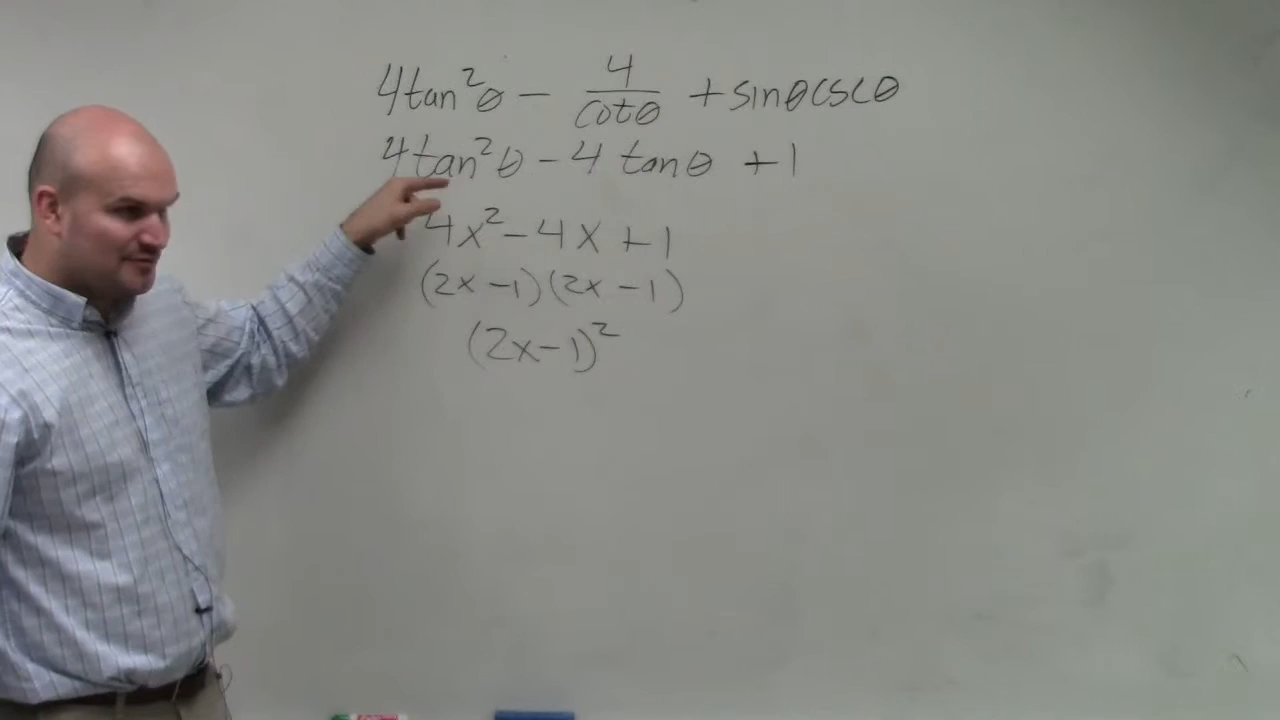 4tan²θ - 4/cotθ + sinθcscθ
4tan²θ - 4 tanθ + 1
4x² - 4x + 1
(2x - 1)(2x - 1)
(2x - 1)²